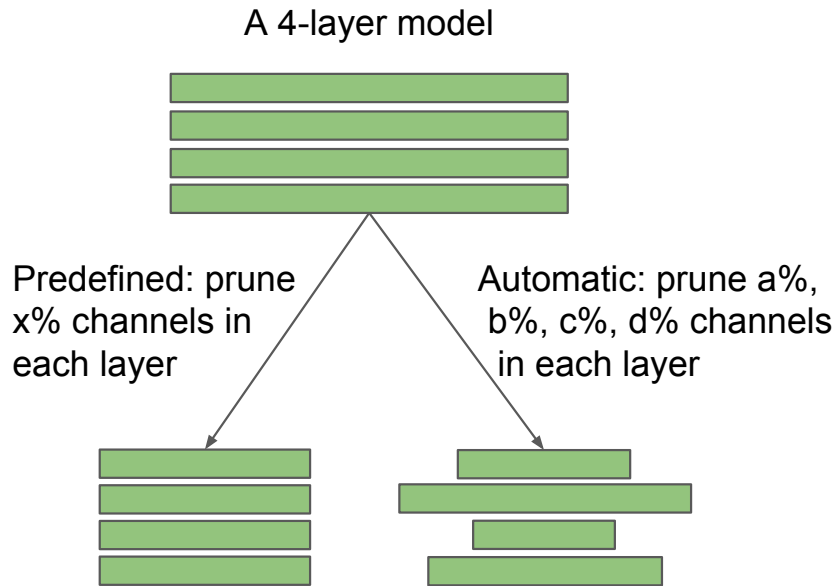 A 4-layer model
Predefined: prune
x% channels in
each layer
Automatic: prune a%,
b%, c%, d% channels
in each layer